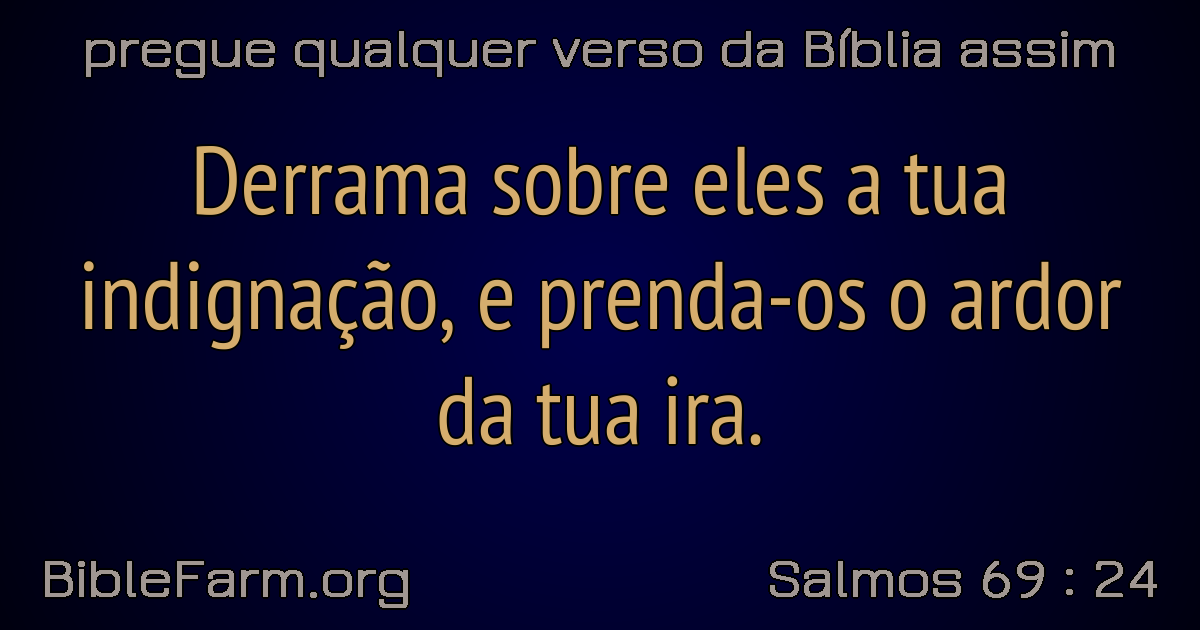 pregue qualquer verso da Bíblia assim
Derrama sobre eles a tua
indignação, e prenda-os o ardor
da tua ira.
BibleFarm.org
Salmos 69 : 24